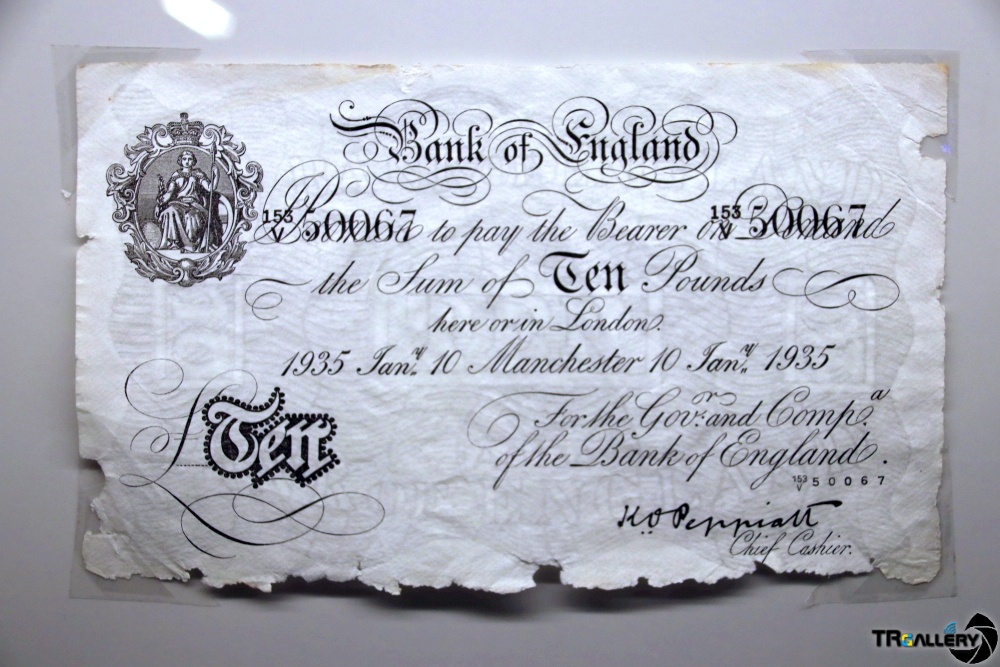 Bank of England
153 V 50067 153 V 50067
I Promise to pay the Bearer on Demand
the Sum of Ten Pounds
here or in London.
1935 Janʸ. 10 Manchester 10 Janʸ. 1935
For the Govʳ. and Compᵃ.
of the Bank of England.
153 V 50067
£ Ten
K O Peppiatt
Chief Cashier.
TRGALLERY